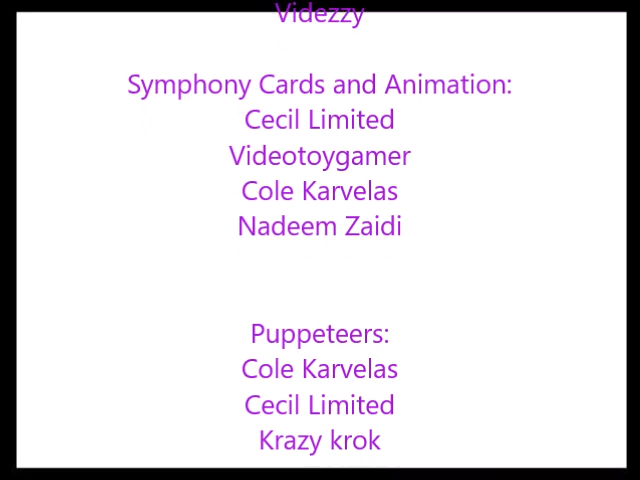 Videzzy
Symphony Cards and Animation:
Cecil Limited
Videotoygamer
Cole Karvelas
Nadeem Zaidi
Puppeteers:
Cole Karvelas
Cecil Limited
Krazy krok